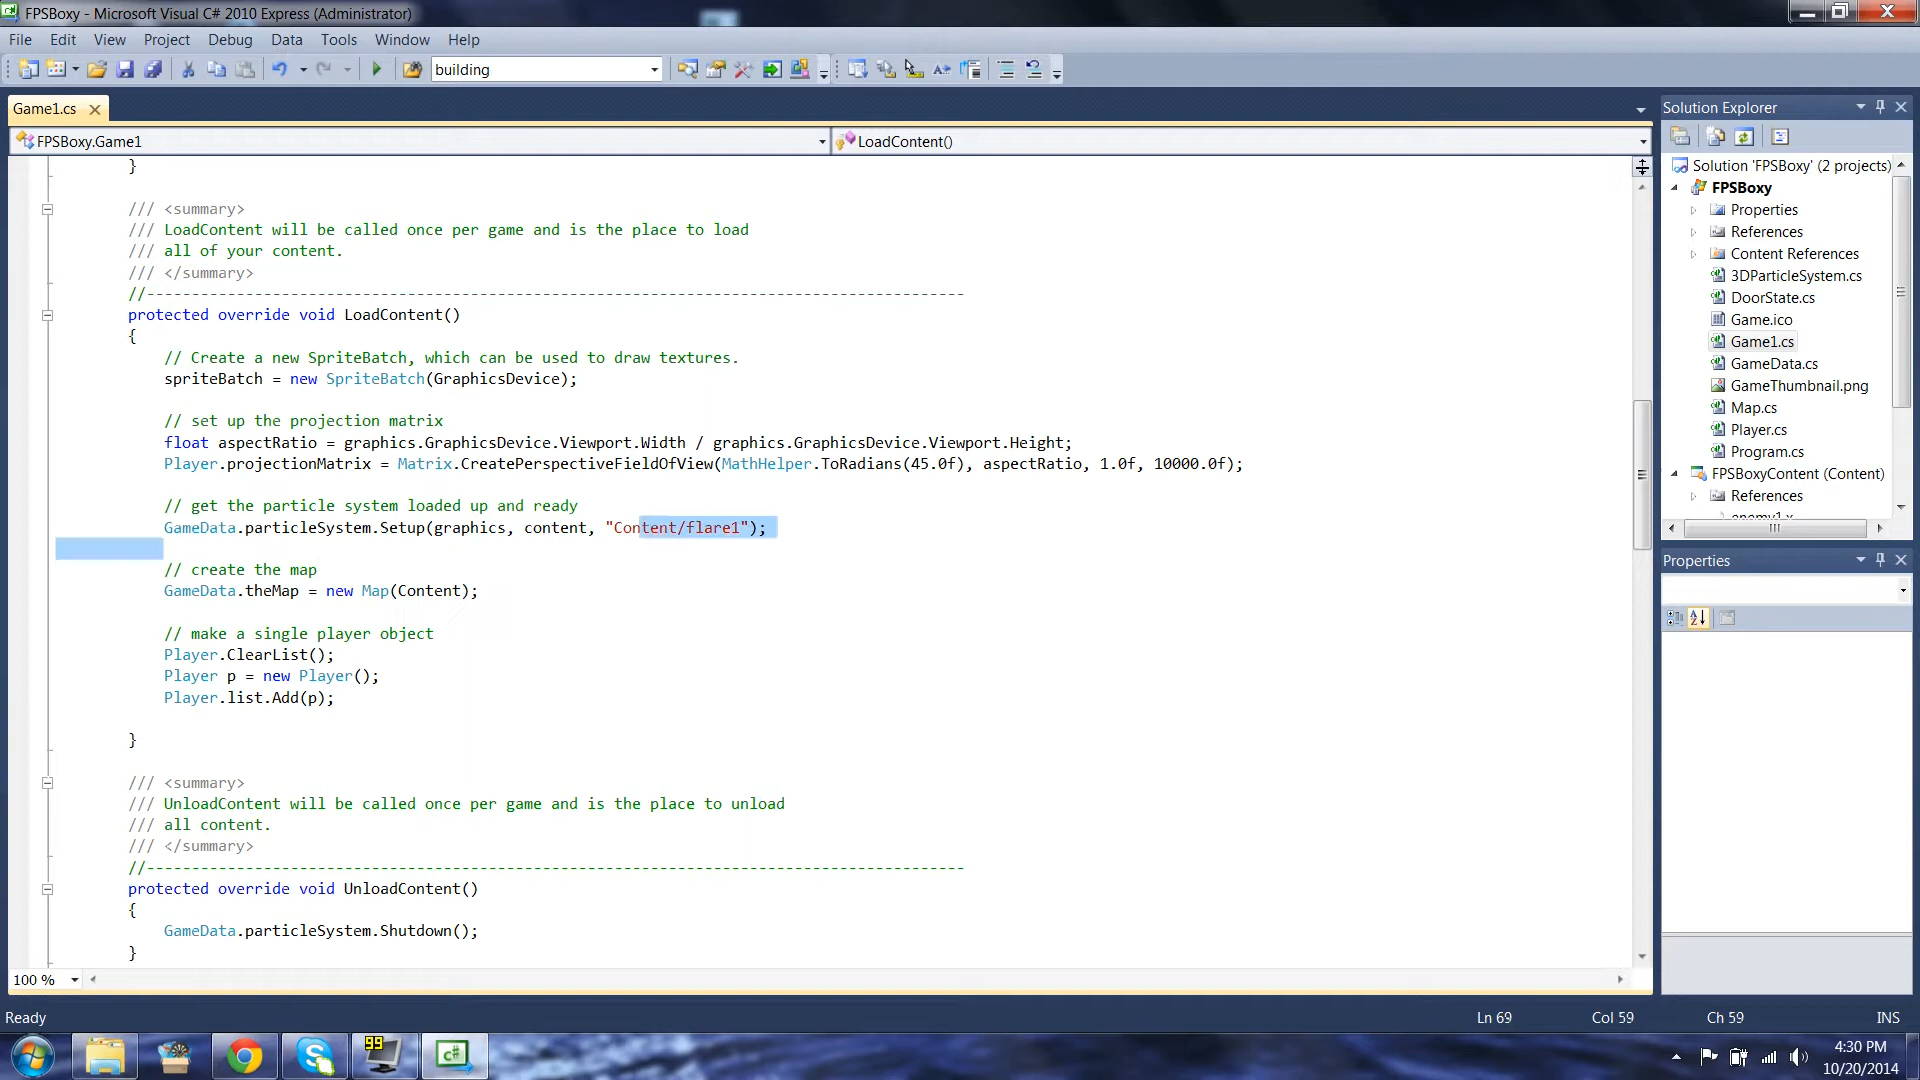 FPSBoxy - Microsoft Visual C# 2010 Express (Administrator)
File Edit View Project Debug Data Tools Window Help
building
Game1.cs
FPSBoxy.Game1
LoadContent()
}
/// <summary>
/// LoadContent will be called once per game and is the place to load
/// all of your content.
/// </summary>
//-------------------------------------------------------------------------------------------
protected override void LoadContent()
{
// Create a new SpriteBatch, which can be used to draw textures.
spriteBatch = new SpriteBatch(GraphicsDevice);
// set up the projection matrix
float aspectRatio = graphics.GraphicsDevice.Viewport.Width / graphics.GraphicsDevice.Viewport.Height;
Player.projectionMatrix = Matrix.CreatePerspectiveFieldOfView(MathHelper.ToRadians(45.0f), aspectRatio, 1.0f, 10000.0f);
// get the particle system loaded up and ready
GameData.particleSystem.Setup(graphics, content, "Content/flare1");
// create the map
GameData.theMap = new Map(Content);
// make a single player object
Player.ClearList();
Player p = new Player();
Player.list.Add(p);
}
/// <summary>
/// UnloadContent will be called once per game and is the place to unload
/// all content.
/// </summary>
//-------------------------------------------------------------------------------------------
protected override void UnloadContent()
{
GameData.particleSystem.Shutdown();
}
100 %
Solution Explorer
Solution 'FPSBoxy' (2 projects)
FPSBoxy
Properties
References
Content References
3DParticleSystem.cs
DoorState.cs
Game.ico
Game1.cs
GameData.cs
GameThumbnail.png
Map.cs
Player.cs
Program.cs
FPSBoxyContent (Content)
References
enemy1.x
Properties
Ready
Ln 69 Col 59 Ch 59 INS
99
4:30 PM
10/20/2014